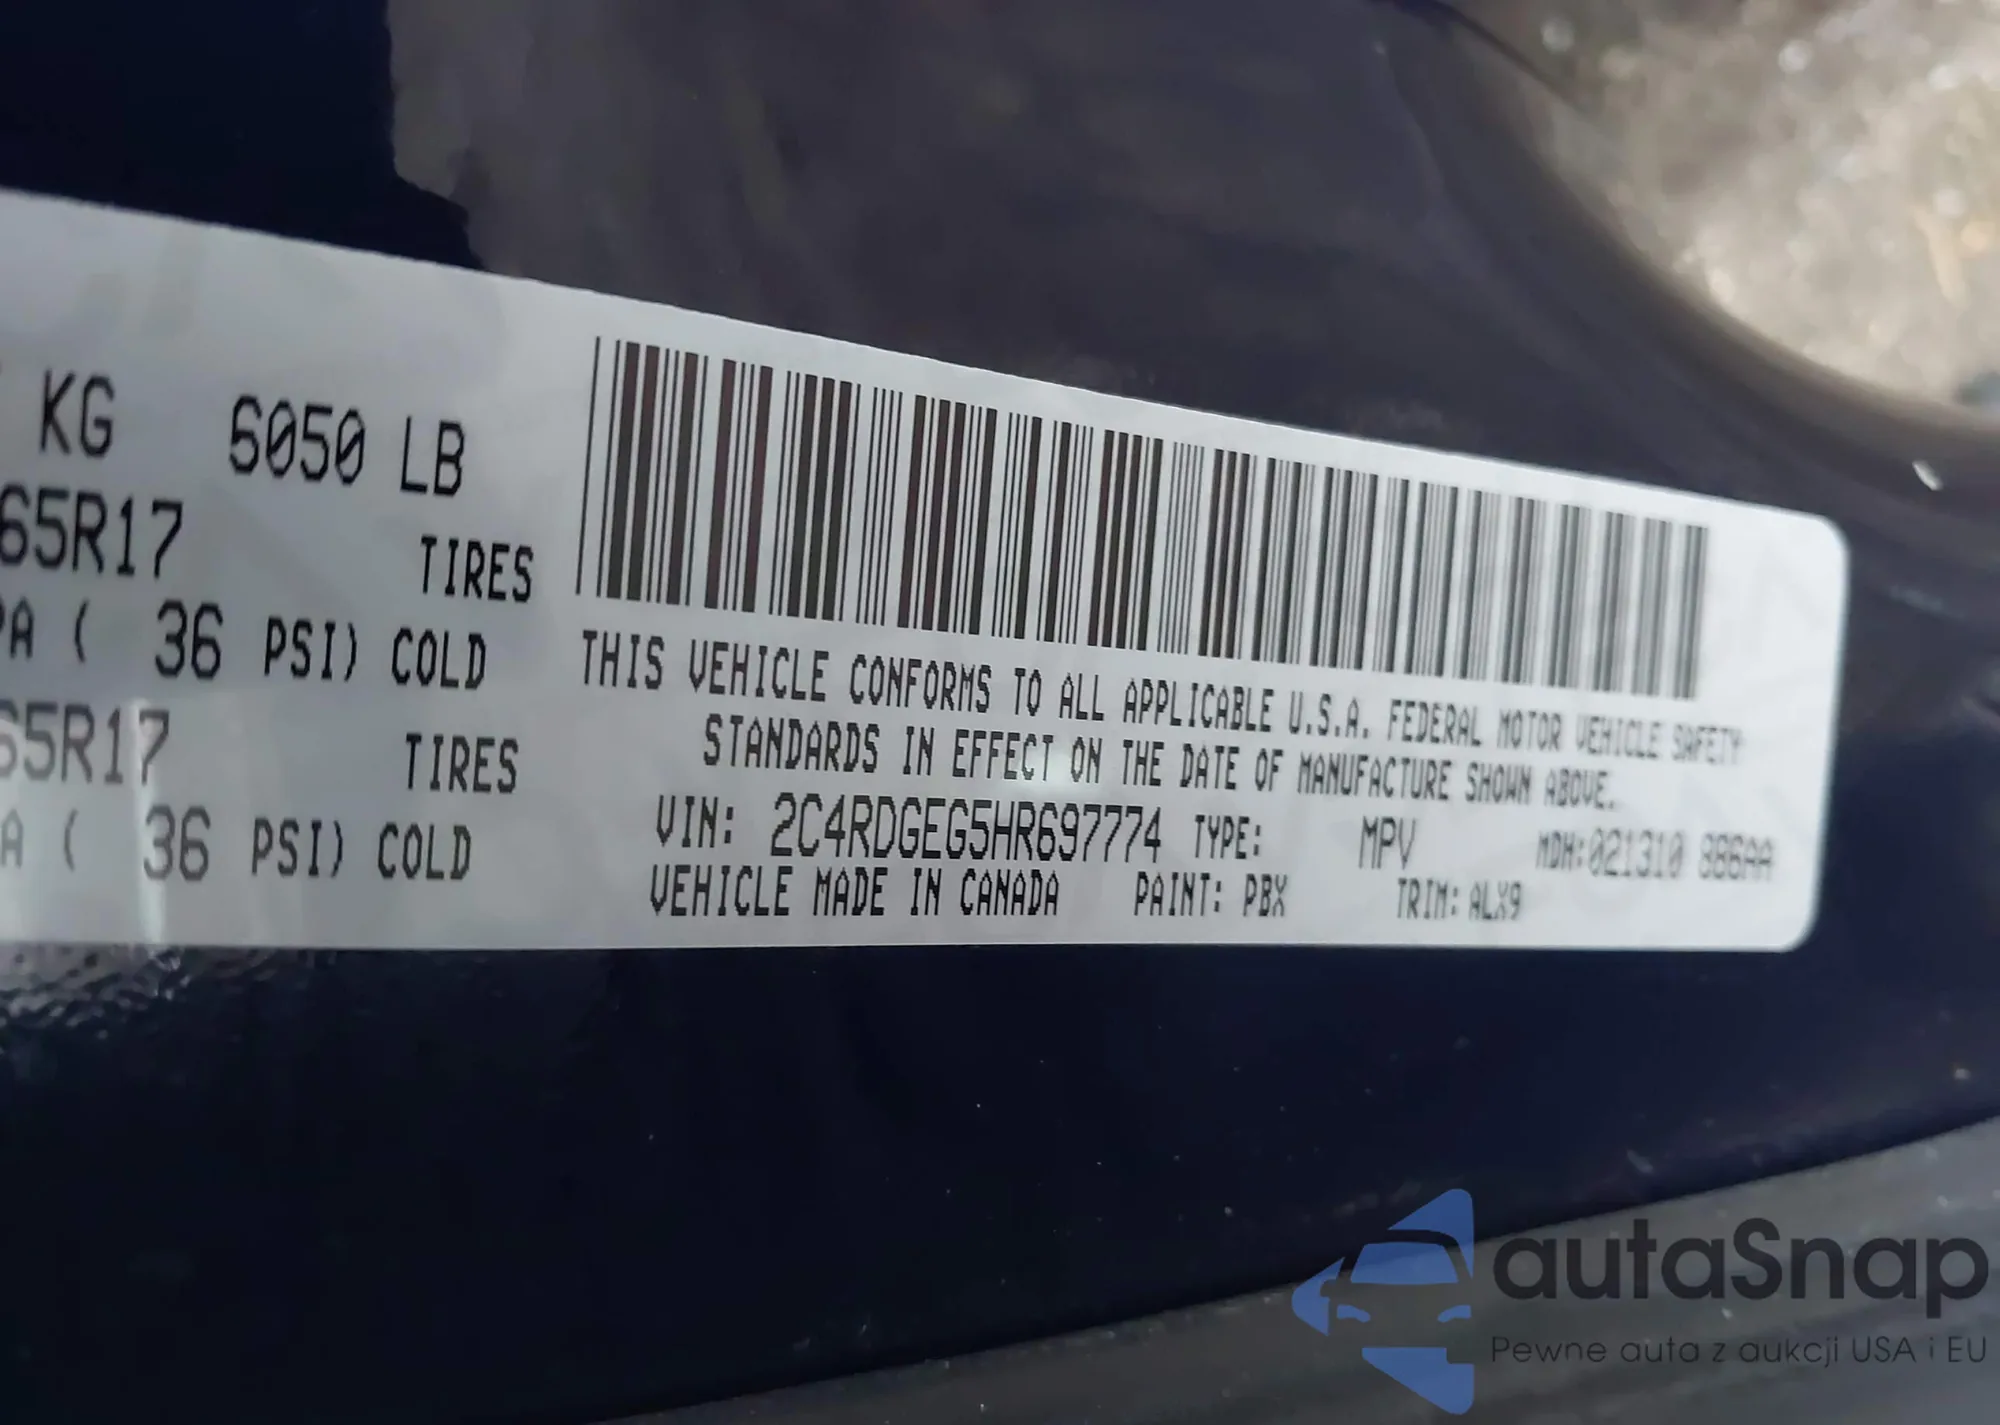 KG 6050 LB
65R17 TIRES
PA ( 36 PSI) COLD
65R17 TIRES
A ( 36 PSI) COLD
THIS VEHICLE CONFORMS TO ALL APPLICABLE U.S.A. FEDERAL MOTOR VEHICLE SAFETY
STANDARDS IN EFFECT ON THE DATE OF MANUFACTURE SHOWN ABOVE.
VIN: 2C4RDGEG5HR697774 TYPE: MPV MDH:021310 886AA
VEHICLE MADE IN CANADA PAINT: PBX TRIM: ALX9
autaSnap
Pewne auta z aukcji USA i EU